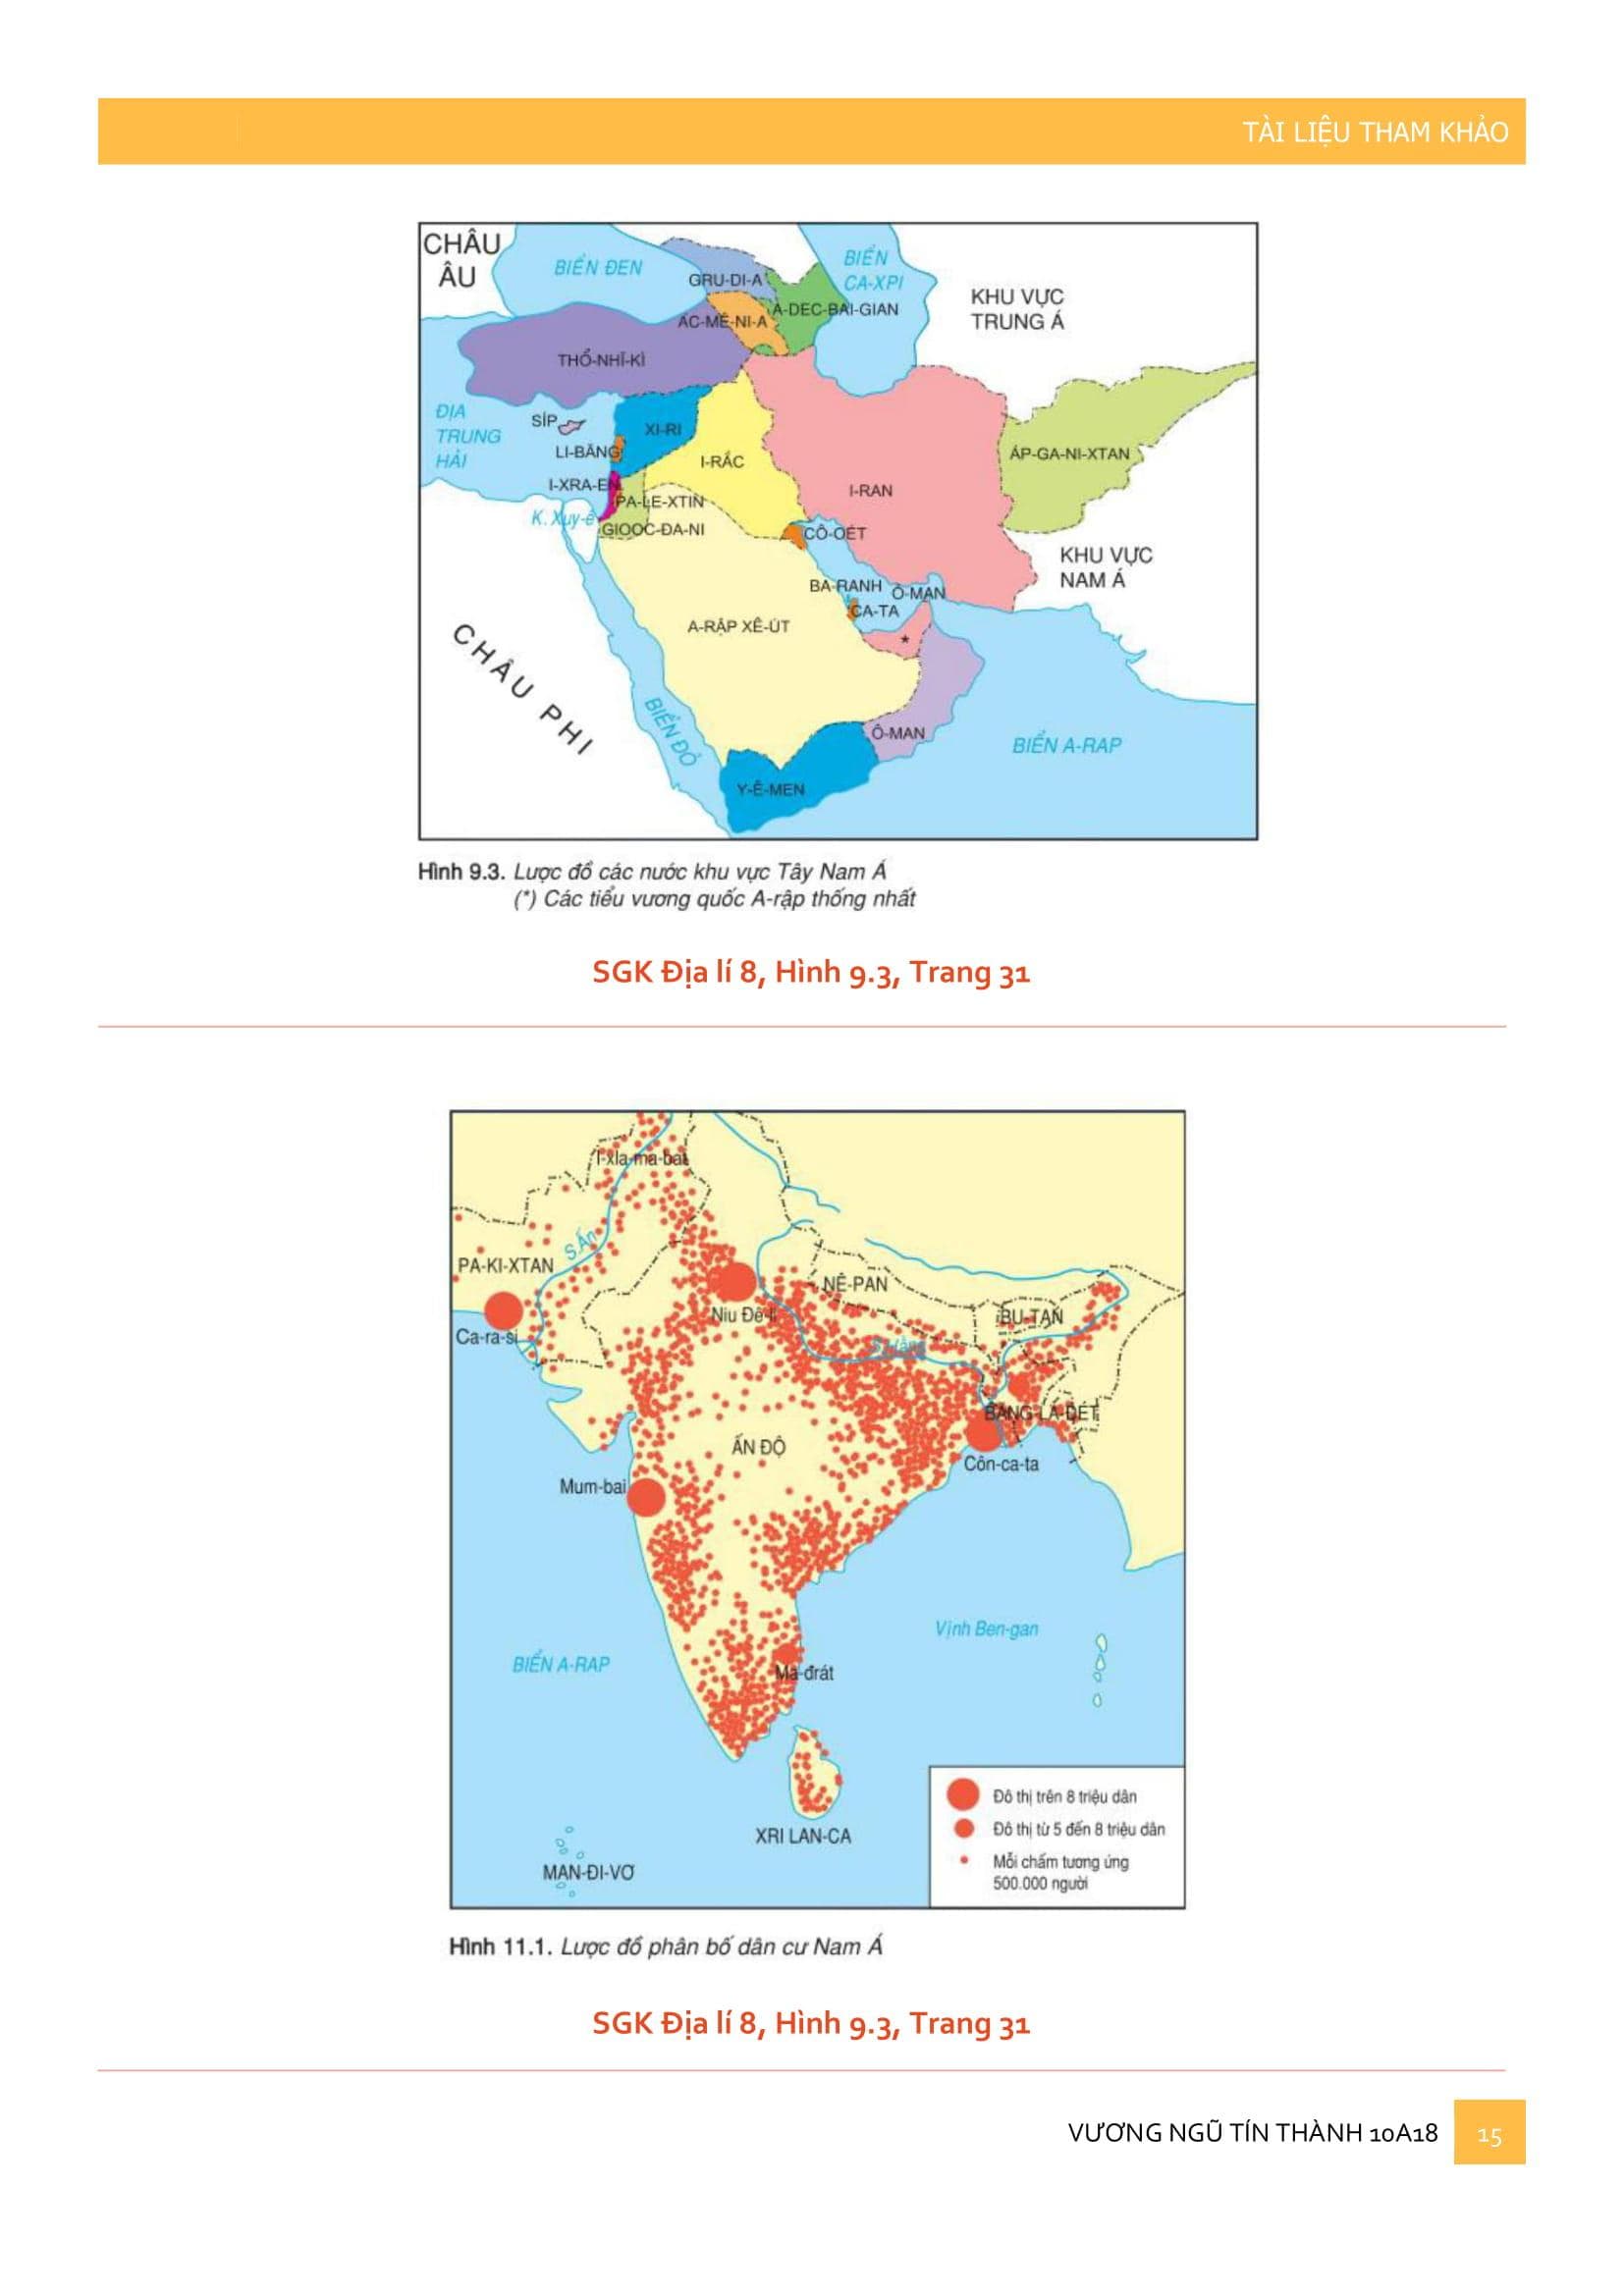 TÀI LIỆU THAM KHẢO
CHÂU
ÂU
BIỂN ĐEN
BIỂN
CA-XPI
GRU-DI-A
A-DEC-BAI-GIAN
AC-MÊ-NI-A
KHU VỰC
TRUNG Á
THỔ-NHĨ-KÌ
ĐỊA
TRUNG
HẢI
SÍP
XI-RI
LI-BĂNG
I-RẮC
I-RAN
ÁP-GA-NI-XTAN
I-XRA-EN
PA-LE-XTIN
K. Xuy-ê
GIOOC-ĐA-NI
CÔ-OÉT
KHU VỰC
NAM Á
BA-RANH
Ô-MAN
CA-TA
A-RẬP XÊ-ÚT
*
CHÂU PHI
BIỂN ĐỎ
Ô-MAN
BIỂN A-RAP
Y-Ê-MEN
Hình 9.3. Lược đồ các nước khu vực Tây Nam Á
(*) Các tiểu vương quốc A-rập thống nhất
SGK Địa lí 8, Hình 9.3, Trang 31
I-xla-ma-bat
S.Ấn
PA-KI-XTAN
NÊ-PAN
Niu Đê-li
BU-TAN
Ca-ra-si
S.Hằng
BĂNG-LA-ĐÉT
ẤN ĐỘ
Côn-ca-ta
Mum-bai
Vịnh Ben-gan
BIỂN A-RAP
Ma-đrát
Đô thị trên 8 triệu dân
Đô thị từ 5 đến 8 triệu dân
Mỗi chấm tương ứng
500.000 người
XRI LAN-CA
MAN-ĐI-VƠ
Hình 11.1. Lược đồ phân bố dân cư Nam Á
SGK Địa lí 8, Hình 9.3, Trang 31
VƯƠNG NGŨ TÍN THÀNH 10A18
15